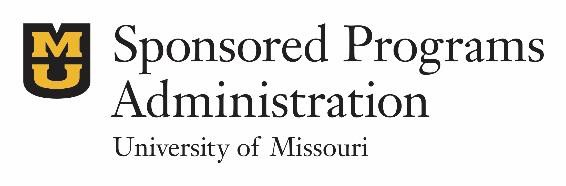 MU
Sponsored Programs
Administration
University of Missouri